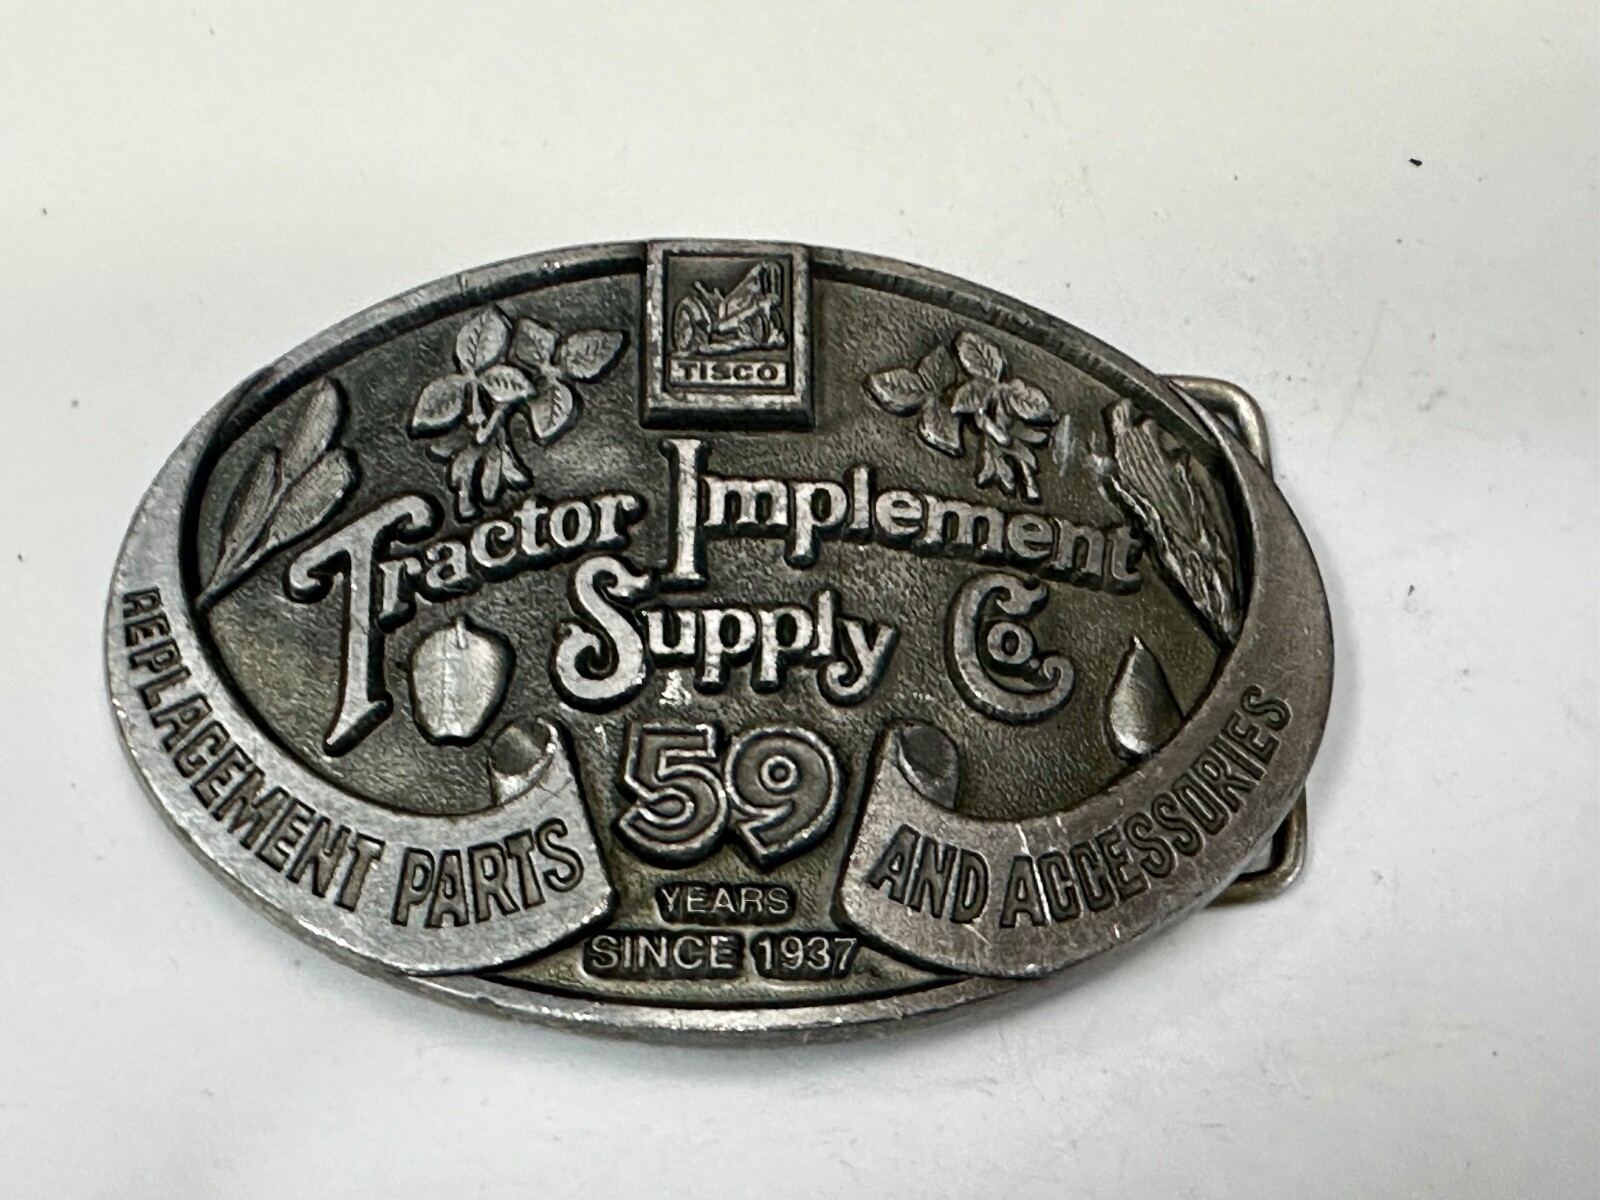 TISCO
Tractor Implement
Supply Co.
59
YEARS
SINCE 1937
REPLACEMENT PARTS
AND ACCESSORIES